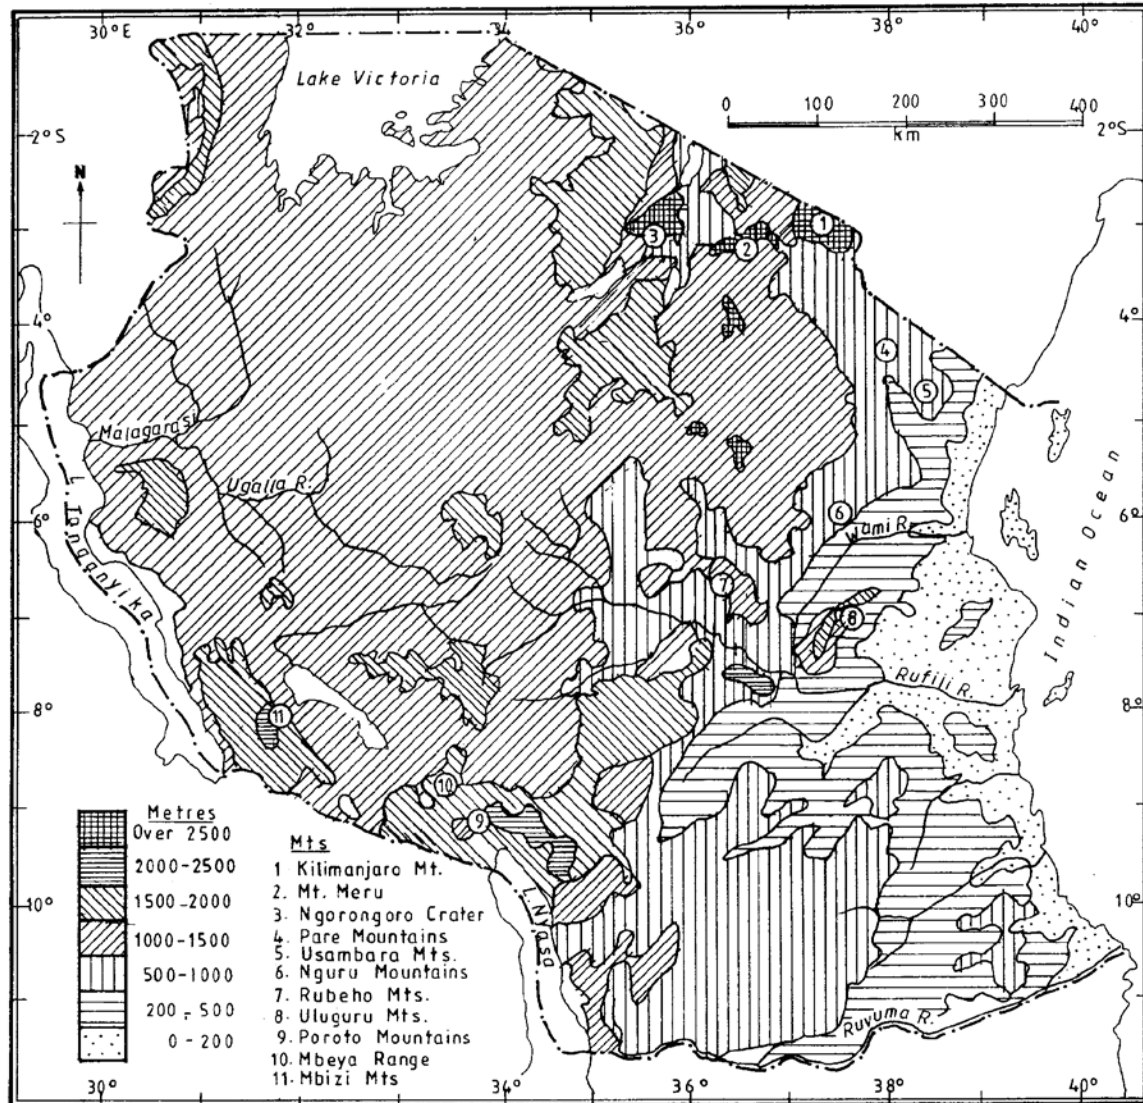 30°E 32 34 36° 38° 40°
Lake Victoria
0 100 200 300 400
km
2°S 2°S
N
1
3
2
4° 4°
4
5
Malagarasi
Ugalla R.
L. Tanganyika
6° 6°
6
Wami R.
Indian Ocean
7
8
Rufiji R.
8° 8°
11
10
9
Metres
Over 2500
2000-2500
1500-2000
1000-1500
500-1000
200-500
0-200
Mts
1 Kilimanjaro Mt.
2. Mt. Meru
3. Ngorongoro Crater
4. Pare Mountains
5. Usambara Mts.
6. Nguru Mountains
7. Rubeho Mts.
8. Uluguru Mts.
9. Poroto Mountains
10. Mbeya Range
11. Mbizi Mts
L. Nyasa
10° 10°
Ruvuma R.
30° 34° 36° 38° 40°